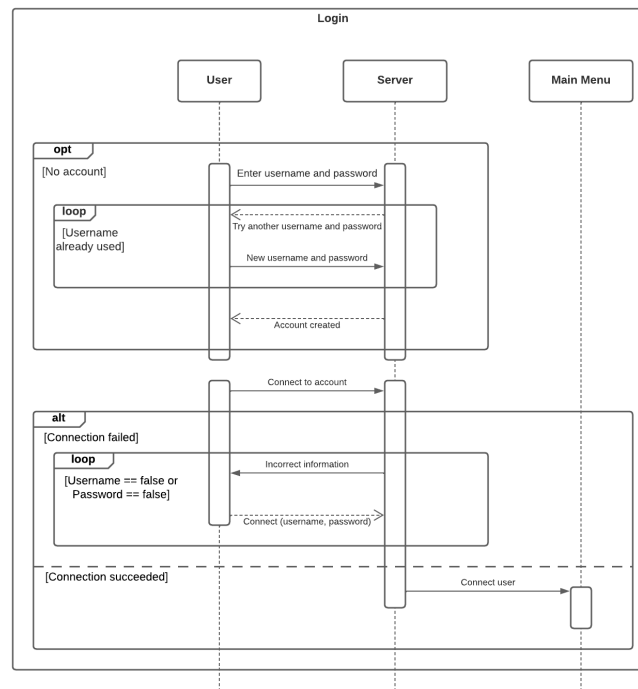 Login
User
Server
Main Menu
opt
[No account]
Enter username and password
loop
[Username
already used]
Try another username and password
New username and password
Account created
Connect to account
alt
[Connection failed]
loop
[Username == false or
Password == false]
Incorrect information
Connect (username, password)
[Connection succeeded]
Connect user